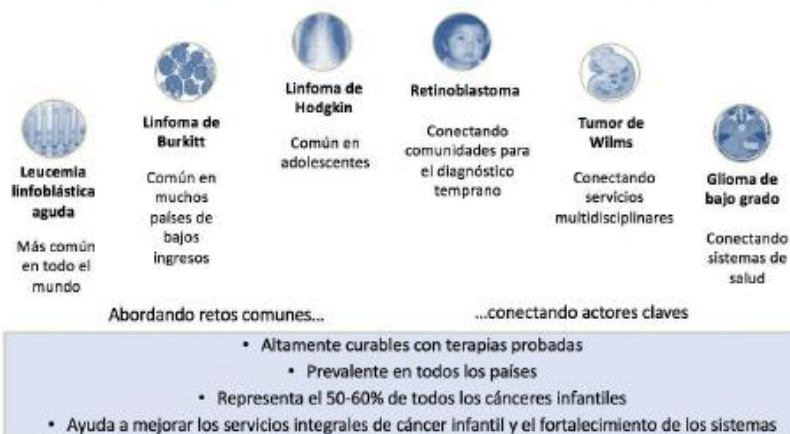 Leucemia
linfoblástica
aguda
Más común
en todo el
mundo
Linfoma de
Burkitt
Común en
muchos
países de
bajos
ingresos
Linfoma de
Hodgkin
Común en
adolescentes
Retinoblastoma
Conectando
comunidades para
el diagnóstico
temprano
Tumor de
Wilms
Conectando
servicios
multidisciplinares
Glioma de
bajo grado
Conectando
sistemas de
salud
Abordando retos comunes...
...conectando actores claves
• Altamente curables con terapias probadas
• Prevalente en todos los países
• Representa el 50-60% de todos los cánceres infantiles
• Ayuda a mejorar los servicios integrales de cáncer infantil y el fortalecimiento de los sistemas